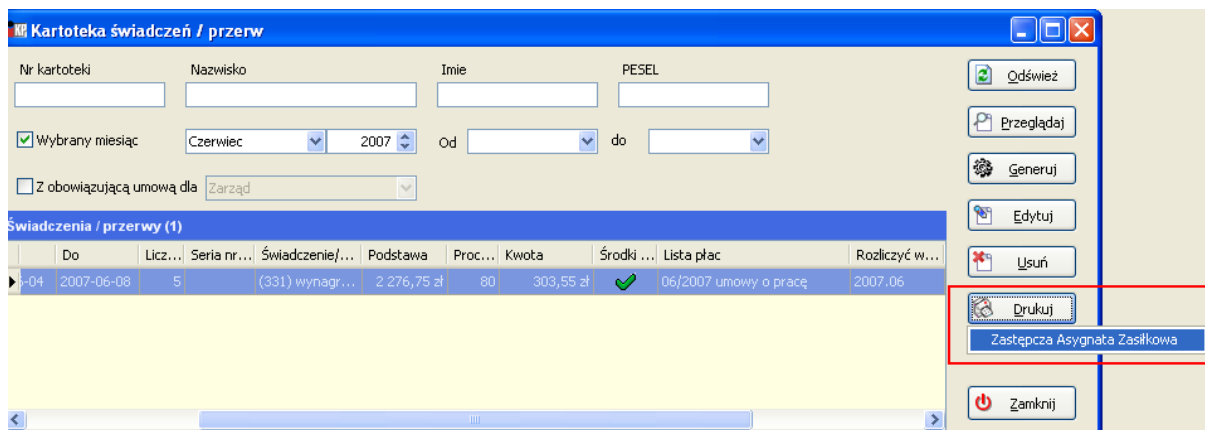 KP Kartoteka świadczeń / przerw
Nr kartoteki Nazwisko Imie PESEL
Odśwież
Przeglądaj
Wybrany miesiąc Czerwiec 2007 Od do
Generuj
Z obowiązującą umową dla Zarząd
Edytuj
Świadczenia / przerwy (1)
Do Licz... Seria nr... Świadczenie/... Podstawa Proc... Kwota Środki ... Lista płac Rozliczyć w...
Usuń
-04 2007-06-08 5 (331) wynagr... 2 276,75 zł 80 303,55 zł 06/2007 umowy o pracę 2007.06
Drukuj
Zastępcza Asygnata Zasiłkowa
Zamknij